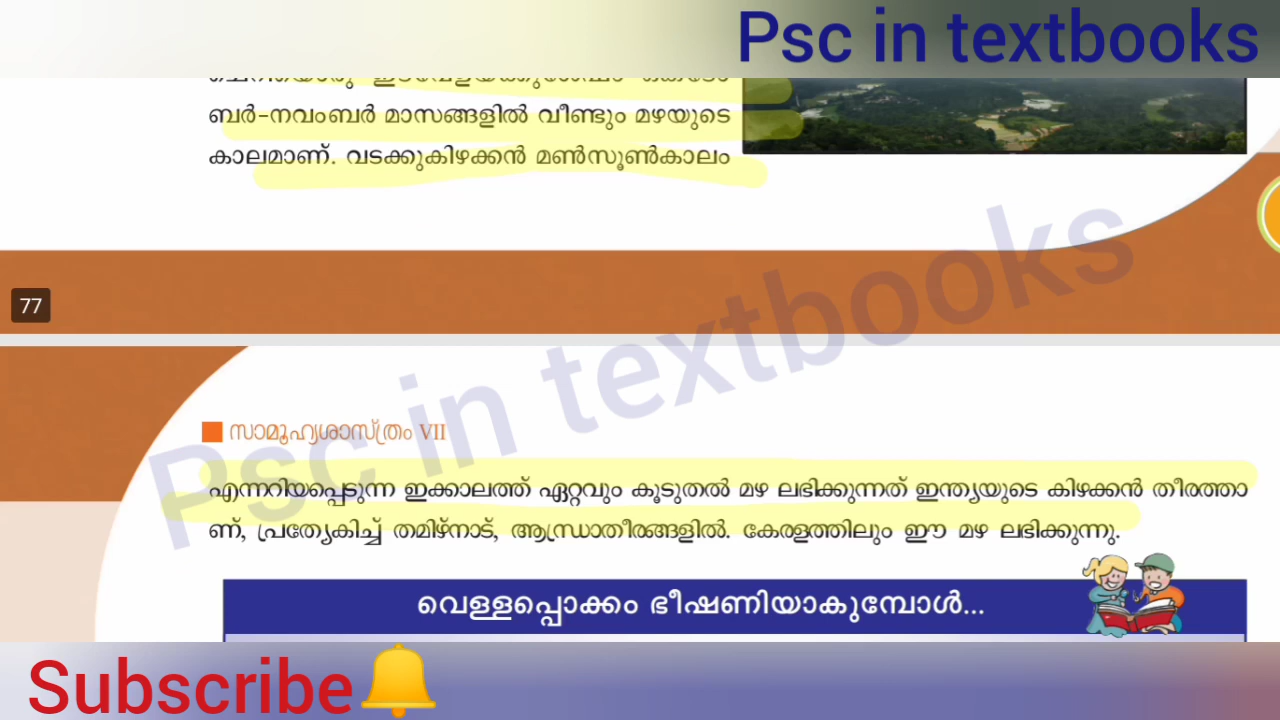 Psc in textbooks
ബർ-നവംബർ മാസങ്ങളിൽ വീണ്ടും മഴയുടെ
കാലമാണ്. വടക്കുകിഴക്കൻ മൺസൂൺകാലം
77
Psc in textbooks
സാമൂഹ്യശാസ്ത്രം VII
എന്നറിയപ്പെടുന്ന ഇക്കാലത്ത് ഏറ്റവും കൂടുതൽ മഴ ലഭിക്കുന്നത് ഇന്ത്യയുടെ കിഴക്കൻ തീരത്താ
ണ്, പ്രത്യേകിച്ച് തമിഴ്നാട്, ആന്ധ്രാതീരങ്ങളിൽ. കേരളത്തിലും ഈ മഴ ലഭിക്കുന്നു.
വെള്ളപ്പൊക്കം ഭീഷണിയാകുമ്പോൾ...
Subscribe